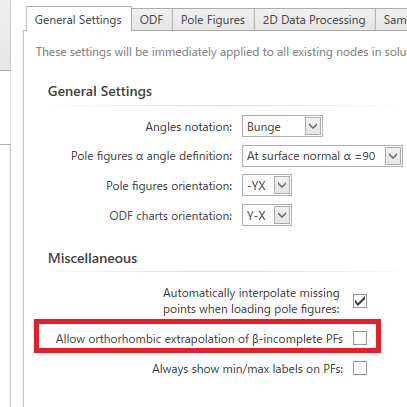 General Settings ODF Pole Figures 2D Data Processing Sam
These settings will be immediately applied to all existing nodes in solu
General Settings
Angles notation: Bunge
Pole figures α angle definition: At surface normal α =90
Pole figures orientation: -YX
ODF charts orientation: Y-X
Miscellaneous
Automatically interpolate missing
points when loading pole figures:
Allow orthorhombic extrapolation of β-incomplete PFs
Always show min/max labels on PFs: